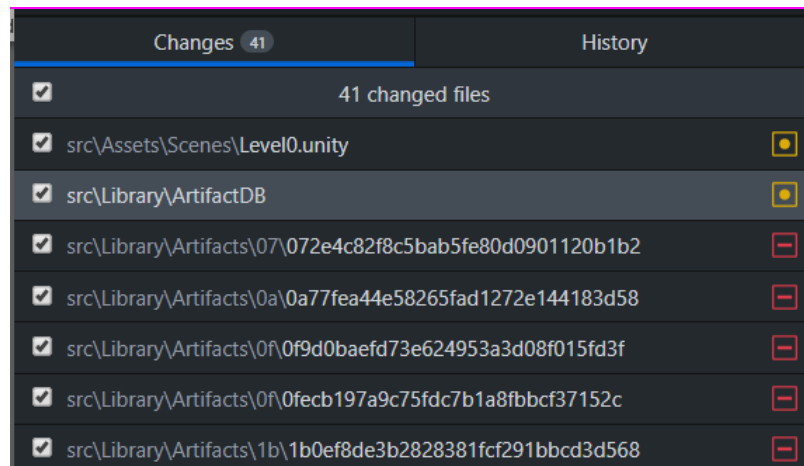 Changes 41
History
41 changed files
src\Assets\Scenes\Level0.unity
src\Library\ArtifactDB
src\Library\Artifacts\07\072e4c82f8c5bab5fe80d0901120b1b2
src\Library\Artifacts\0a\0a77fea44e58265fad1272e144183d58
src\Library\Artifacts\0f\0f9d0baefd73e624953a3d08f015fd3f
src\Library\Artifacts\0f\0fecb197a9c75fdc7b1a8fbbcf37152c
src\Library\Artifacts\1b\1b0ef8de3b2828381fcf291bbcd3d568